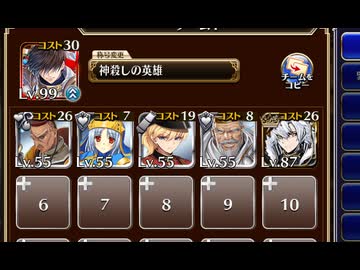 コスト30
称号変更
神殺しの英雄
チームを
コピー
Lv.99
コスト26
コスト7
コスト19
コスト8
コスト26
Lv.55
Lv.55
Lv.55
Lv.55
Lv.87
6
7
8
9
10